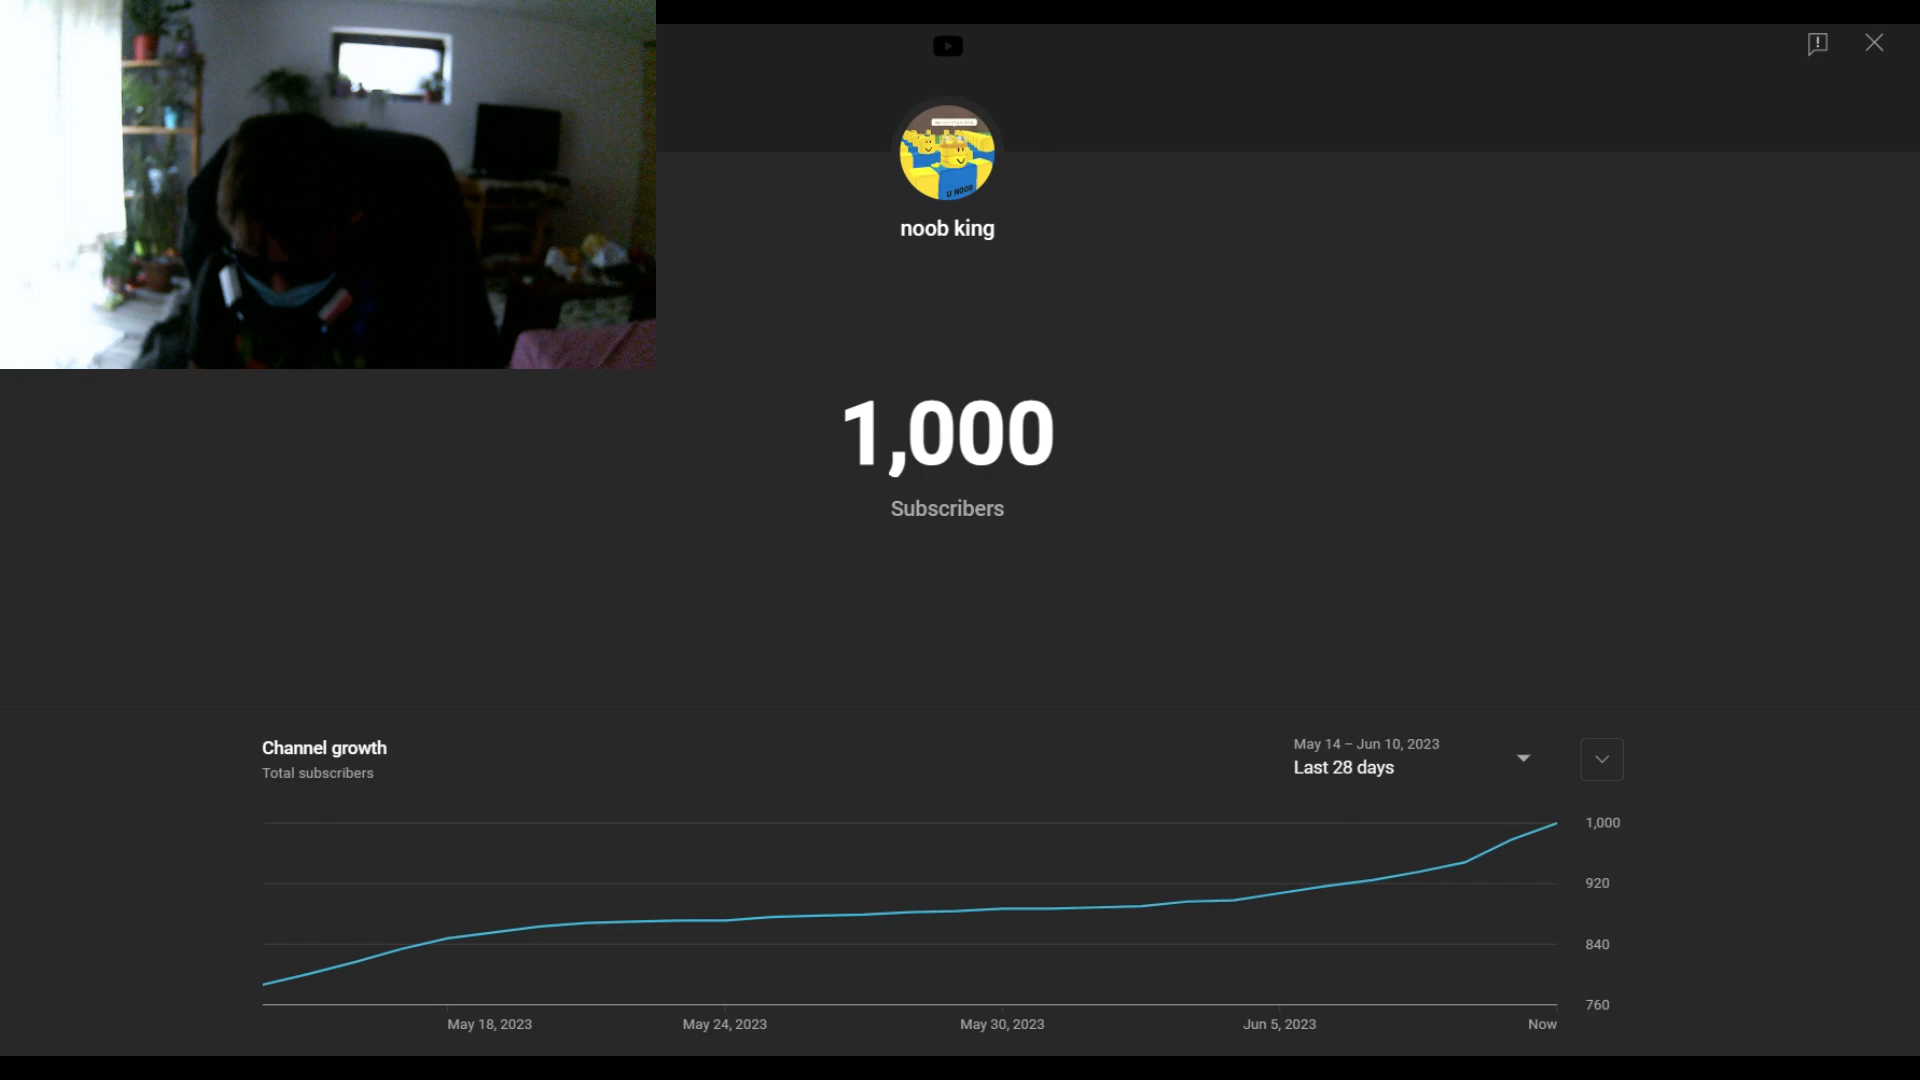 U NOOB
noob king
1,000
Subscribers
Channel growth
Total subscribers
May 14 – Jun 10, 2023
Last 28 days
1,000
920
840
760
May 18, 2023
May 24, 2023
May 30, 2023
Jun 5, 2023
Now